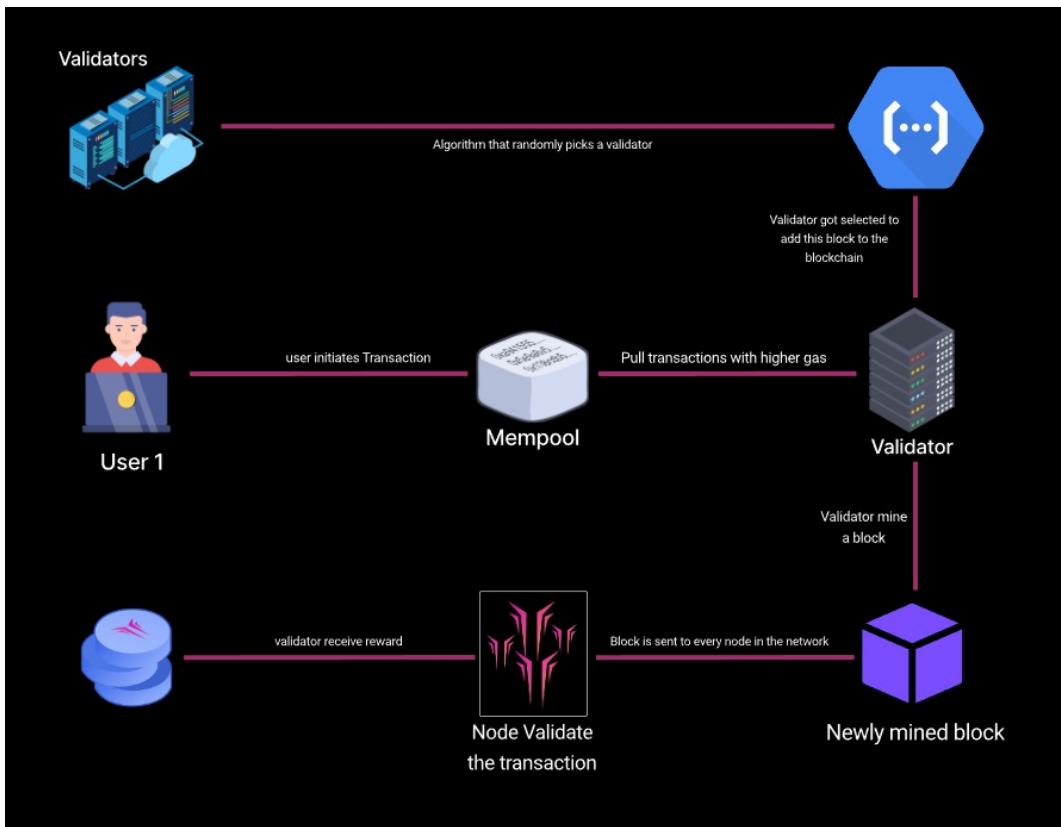 Validators
Algorithm that randomly picks a validator
Validator got selected to
add this block to the
blockchain
user initiates Transaction
Pull transactions with higher gas
User 1
Mempool
Validator
Validator mine
a block
validator receive reward
Block is sent to every node in the network
Node Validate
the transaction
Newly mined block